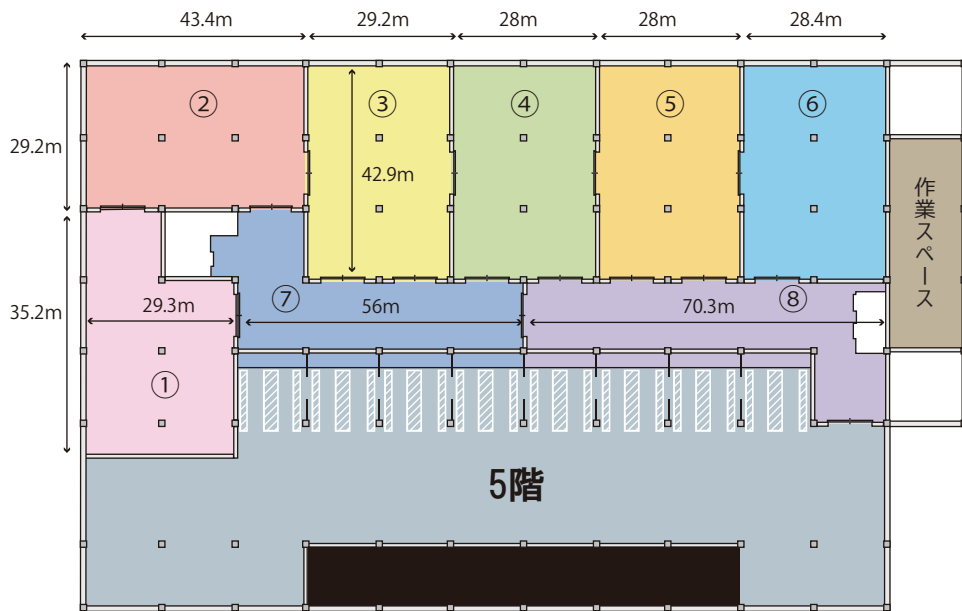 43.4m
29.2m
28m
28m
28.4m
②
③
④
⑤
⑥
29.2m
42.9m
作業スペース
35.2m
29.3m
⑦
56m
⑧
70.3m
①
5階